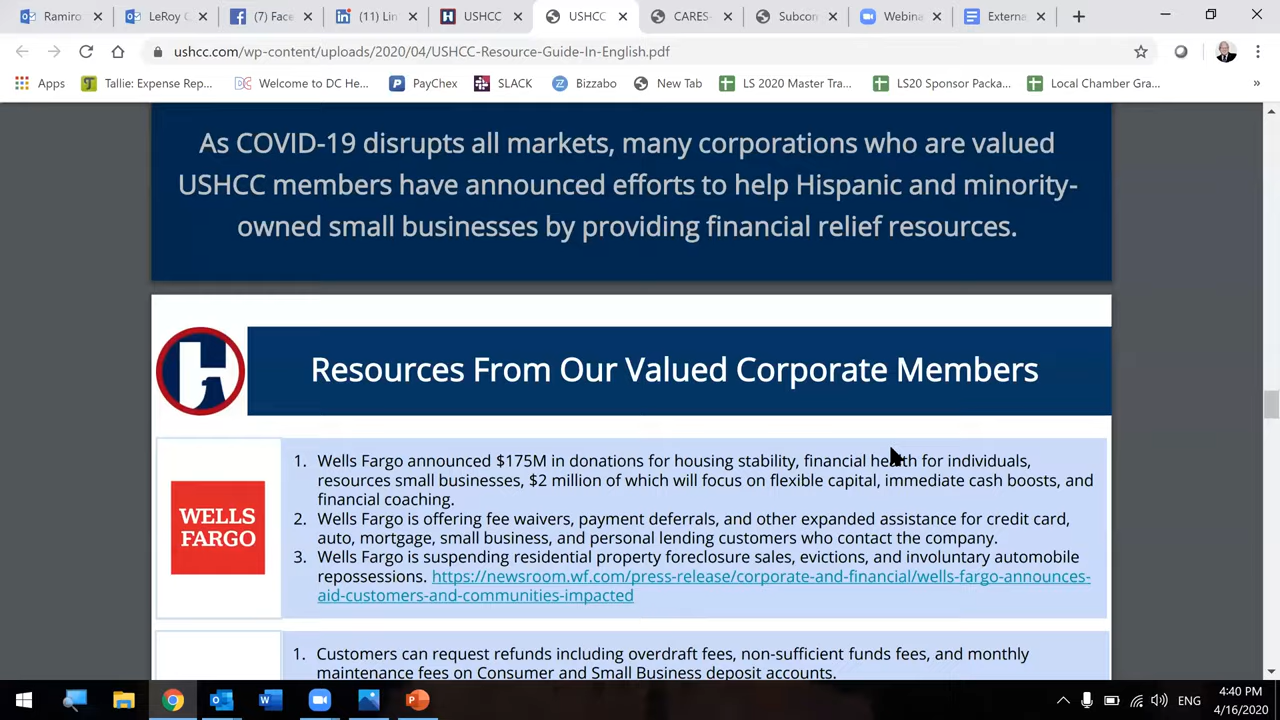 Ramiro
LeRoy C
(7) Face
(11) Lin
USHCC
USHCC
CARES-
Subcon
Webina
Externa
ushcc.com/wp-content/uploads/2020/04/USHCC-Resource-Guide-In-English.pdf
Apps
Tallie: Expense Rep...
Welcome to DC He...
PayChex
SLACK
Bizzabo
New Tab
LS 2020 Master Tra...
LS20 Sponsor Packa...
Local Chamber Gra...
»
As COVID-19 disrupts all markets, many corporations who are valued
USHCC members have announced efforts to help Hispanic and minority-
owned small businesses by providing financial relief resources.
Resources From Our Valued Corporate Members
WELLS
FARGO
1. Wells Fargo announced $175M in donations for housing stability, financial health for individuals,
resources small businesses, $2 million of which will focus on flexible capital, immediate cash boosts, and
financial coaching.
2. Wells Fargo is offering fee waivers, payment deferrals, and other expanded assistance for credit card,
auto, mortgage, small business, and personal lending customers who contact the company.
3. Wells Fargo is suspending residential property foreclosure sales, evictions, and involuntary automobile
repossessions. https://newsroom.wf.com/press-release/corporate-and-financial/wells-fargo-announces-
aid-customers-and-communities-impacted
1. Customers can request refunds including overdraft fees, non-sufficient funds fees, and monthly
maintenance fees on Consumer and Small Business deposit accounts.
ENG
4:40 PM
4/16/2020